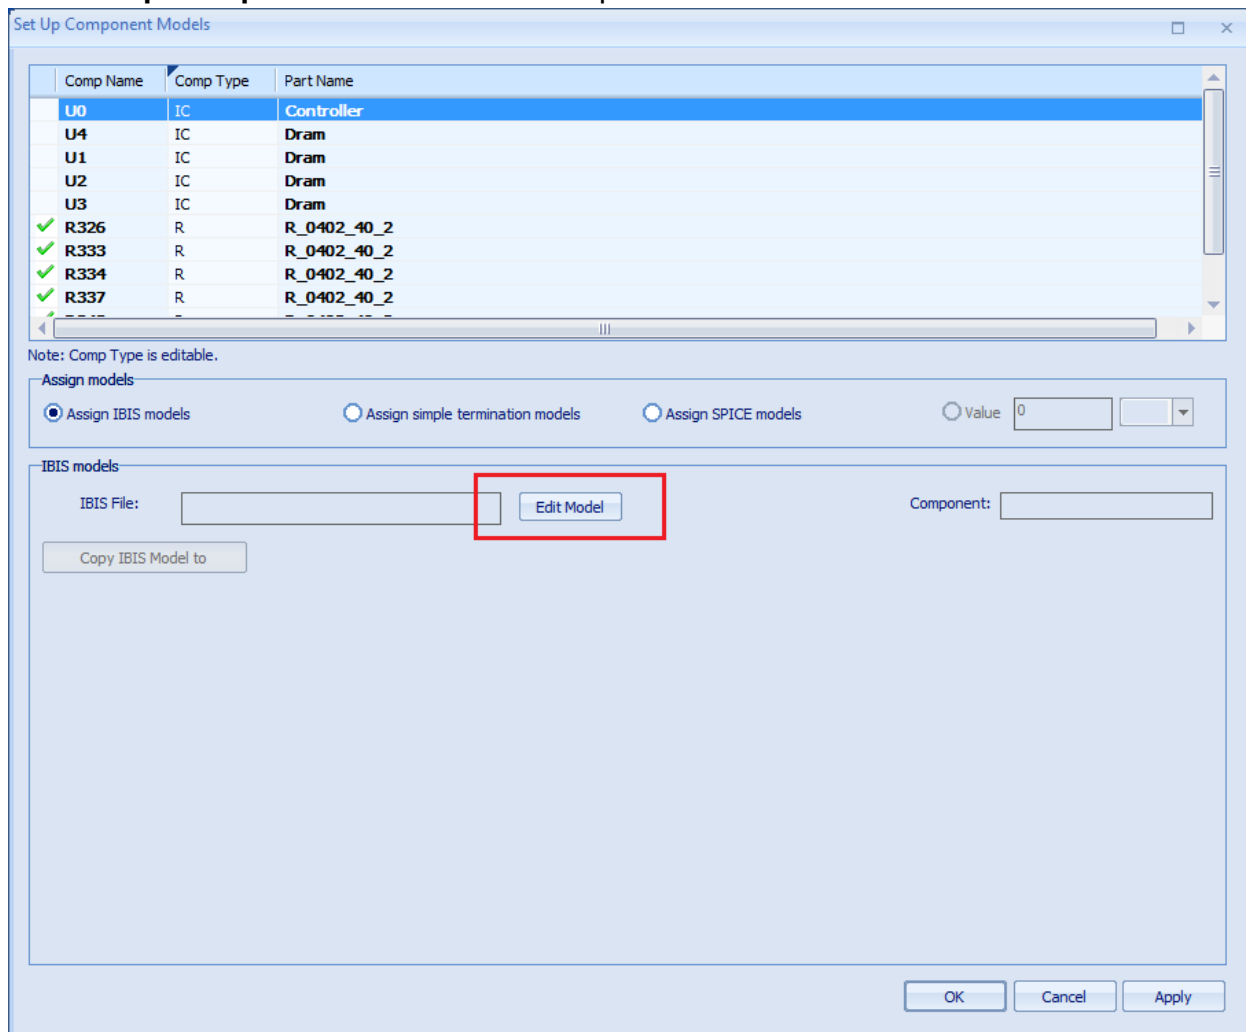 Set Up Component Models
Comp Name Comp Type Part Name
U0 IC Controller
U4 IC Dram
U1 IC Dram
U2 IC Dram
U3 IC Dram
R326 R R_0402_40_2
R333 R R_0402_40_2
R334 R R_0402_40_2
R337 R R_0402_40_2
Note: Comp Type is editable.
Assign models
Assign IBIS models Assign simple termination models Assign SPICE models Value 0
IBIS models
IBIS File: Edit Model Component:
Copy IBIS Model to
OK Cancel Apply